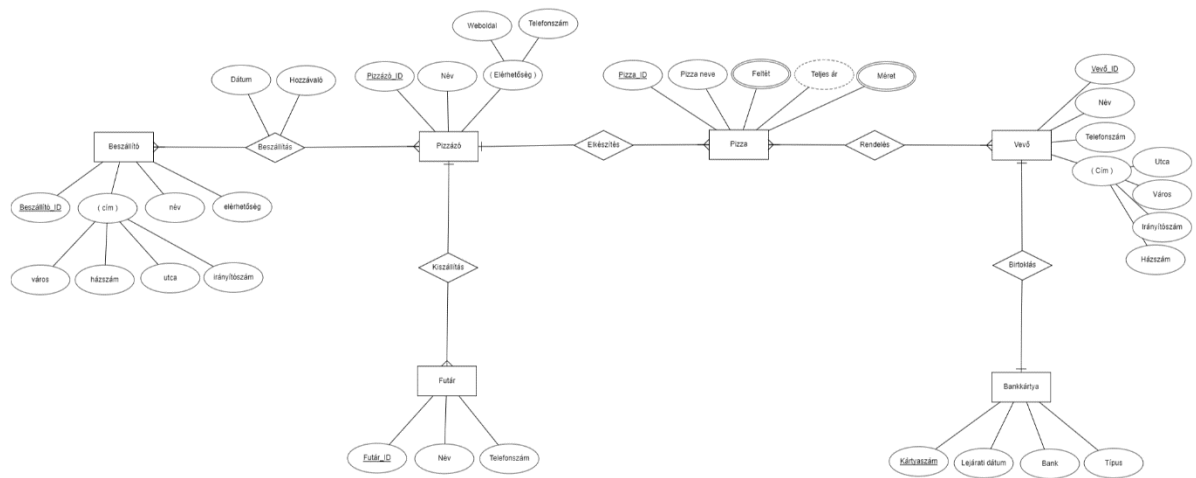 Weboldal
Telefonszám
Pizzázó_ID
Név
( Elérhetőség )
Dátum
Hozzávaló
Pizza_ID
Pizza neve
Feltét
Teljes ár
Méret
Vevő_ID
Név
Telefonszám
( Cím )
Utca
Város
Irányítószám
Házszám
Beszállító
Beszállítás
Pizzázó
Elkészítés
Pizza
Rendelés
Vevő
Beszállító_ID
( cím )
név
elérhetőség
város
házszám
utca
irányítószám
Kiszállítás
Birtoklás
Futár
Bankkártya
Futár_ID
Név
Telefonszám
Kártyaszám
Lejárati dátum
Bank
Típus